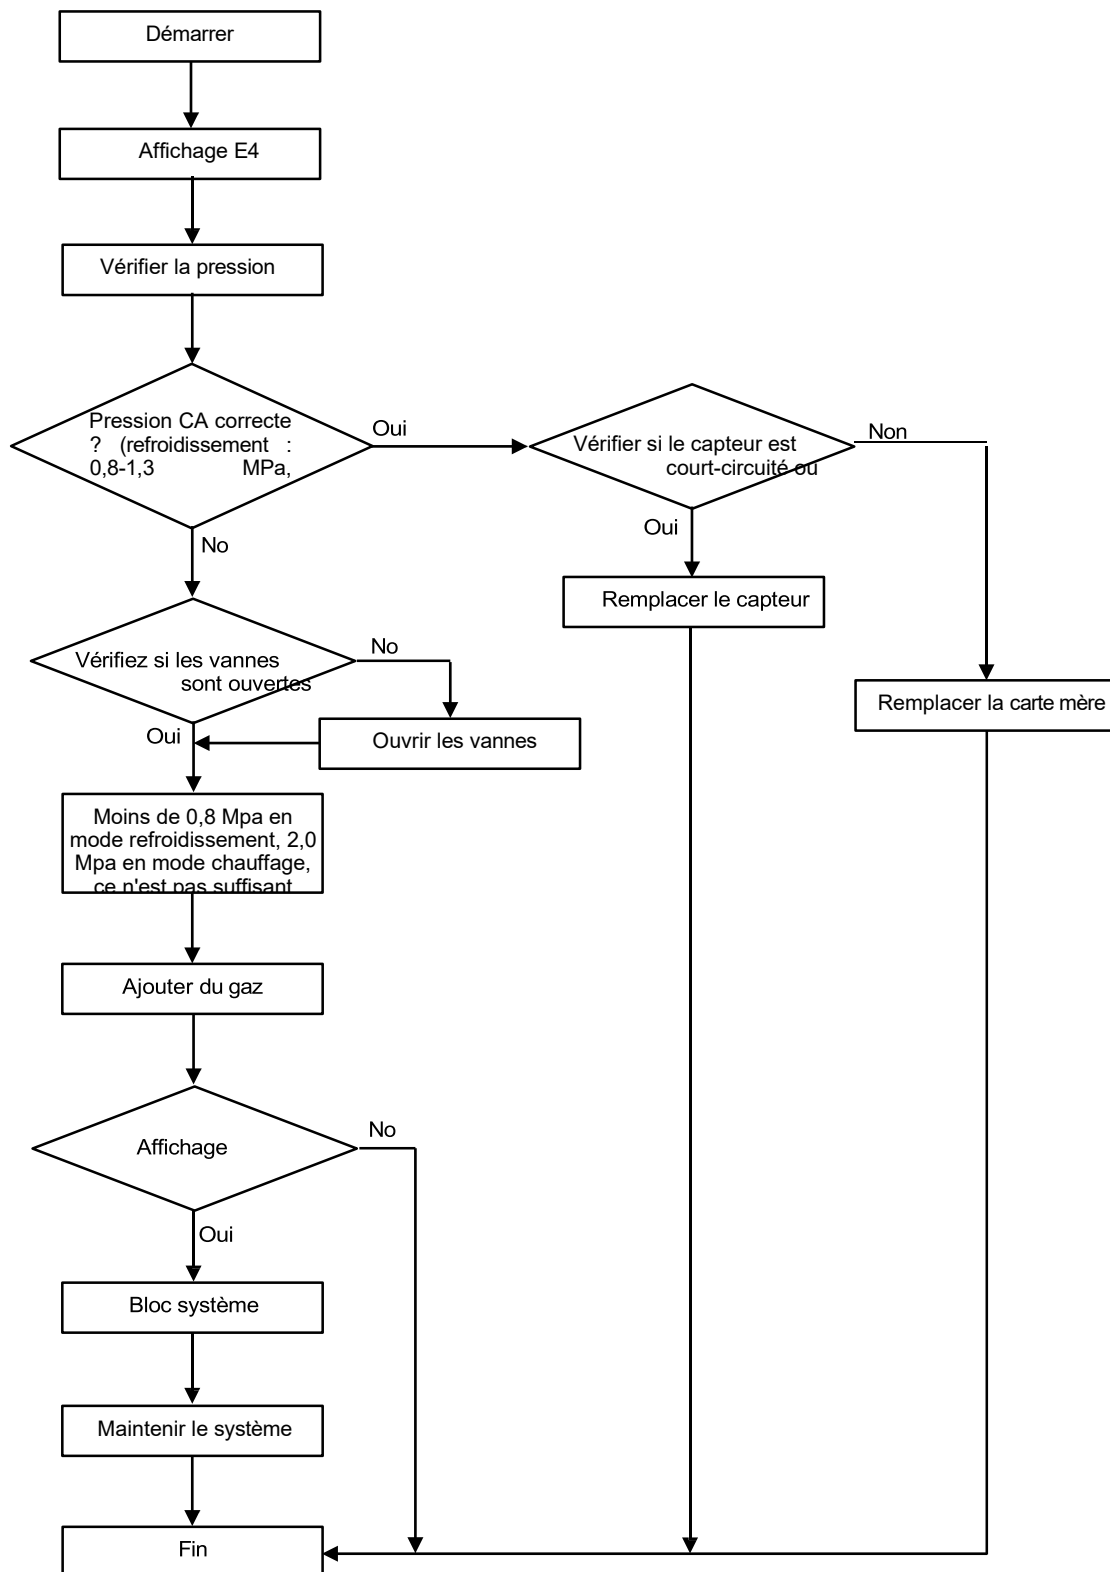 Démarrer
Affichage E4
Vérifier la pression
Pression CA correcte
? (refroidissement :
0,8-1,3 MPa,
Oui
Vérifier si le capteur est
court-circuité ou
Non
No
Oui
Remplacer le capteur
Vérifiez si les vannes
sont ouvertes
No
Remplacer la carte mère
Oui
Ouvrir les vannes
Moins de 0,8 Mpa en
mode refroidissement, 2,0
Mpa en mode chauffage,
ce n'est pas suffisant
Ajouter du gaz
Affichage
No
Oui
Bloc système
Maintenir le système
Fin